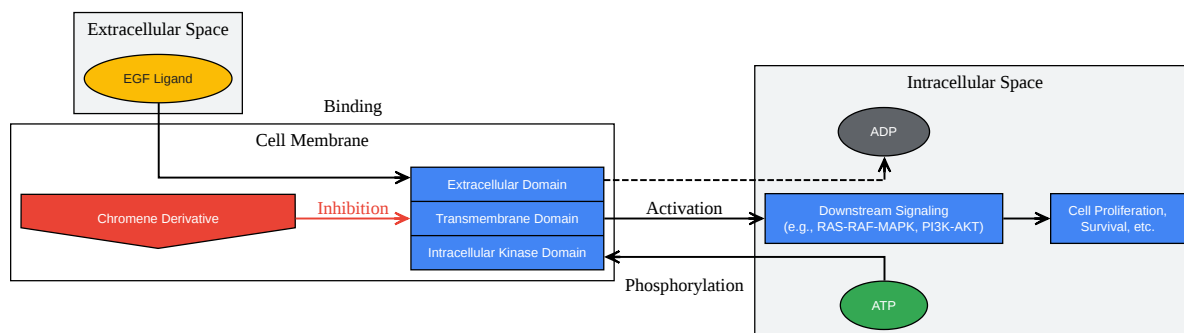 Extracellular Space
EGF Ligand
Binding
Cell Membrane
Chromene Derivative
Inhibition
Extracellular Domain
Transmembrane Domain
Intracellular Kinase Domain
Activation
Phosphorylation
Intracellular Space
ADP
Downstream Signaling
(e.g., RAS-RAF-MAPK, PI3K-AKT)
Cell Proliferation,
Survival, etc.
ATP